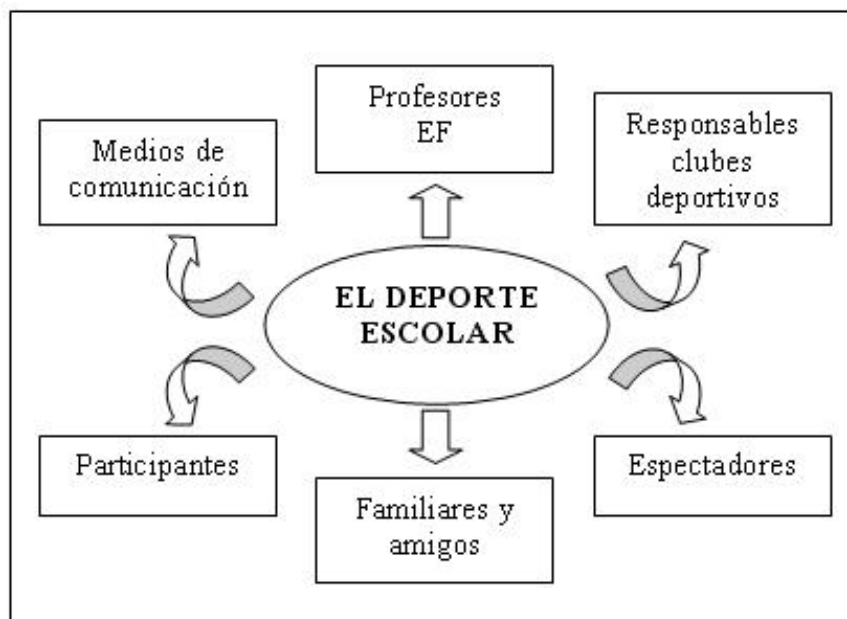 Profesores
EF
Medios de
comunicación
Responsables
clubes
deportivos
EL DEPORTE
ESCOLAR
Participantes
Familiares y
amigos
Espectadores